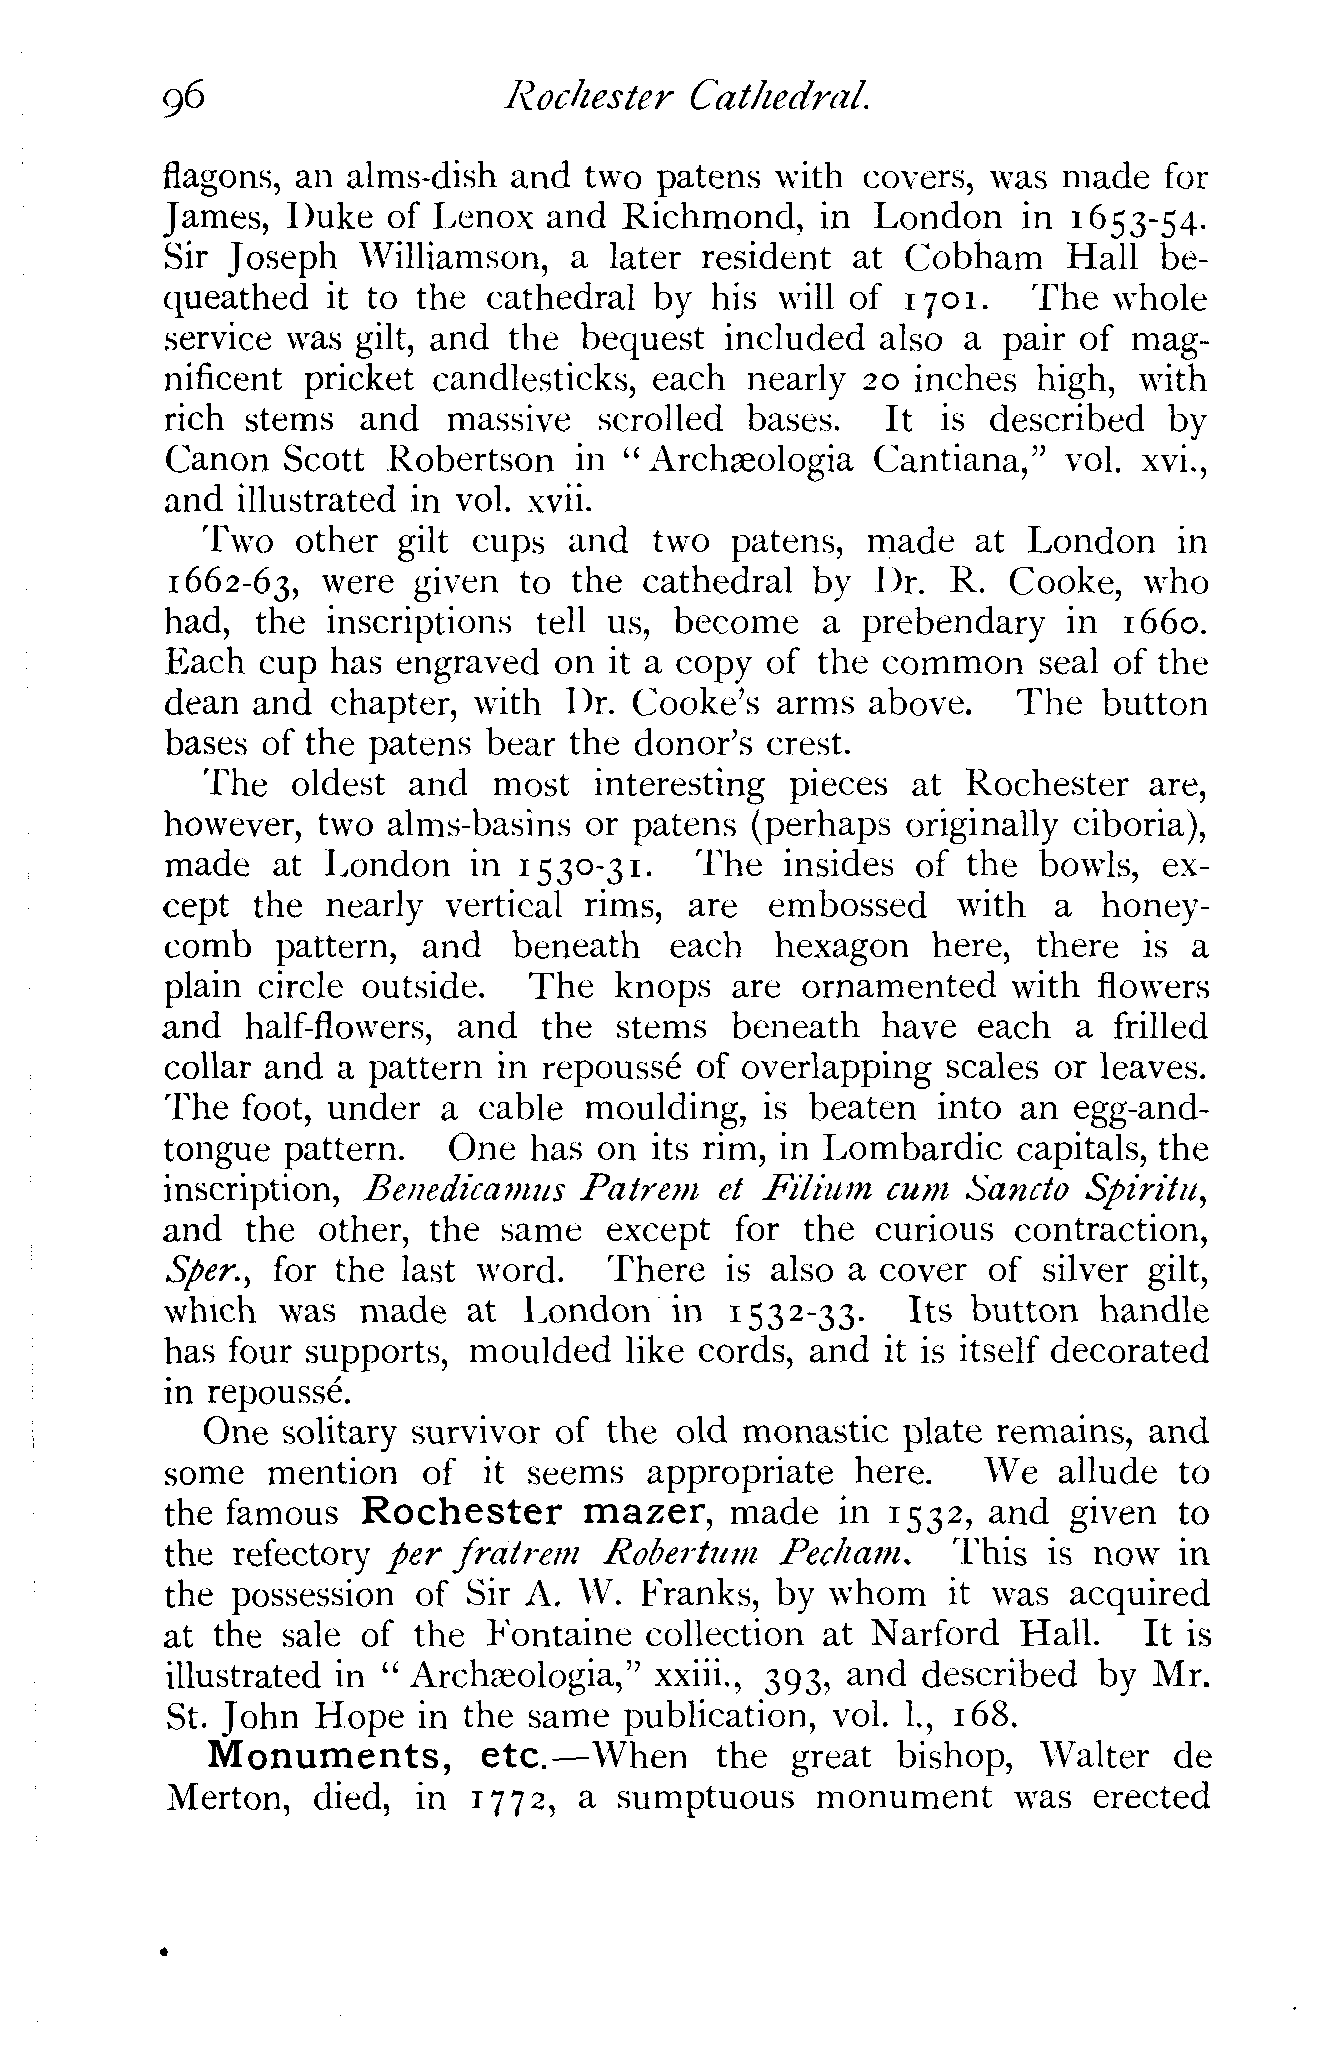 96 Rochester Cathedral.
flagons, an alms-dish and two patens with covers, was made for
James, Duke of Lenox and Richmond, in London in 1653-54.
Sir Joseph Williamson, a later resident at Cobham Hall be-
queathed it to the cathedral by his will of 1701. The whole
service was gilt, and the bequest included also a pair of mag-
nificent pricket candlesticks, each nearly 20 inches high, with
rich stems and massive scrolled bases. It is described by
Canon Scott Robertson in “Archæologia Cantiana,” vol. xvi.,
and illustrated in vol. xvii.
Two other gilt cups and two patens, made at London in
1662-63, were given to the cathedral by Dr. R. Cooke, who
had, the inscriptions tell us, become a prebendary in 1660.
Each cup has engraved on it a copy of the common seal of the
dean and chapter, with Dr. Cooke’s arms above. The button
bases of the patens bear the donor’s crest.
The oldest and most interesting pieces at Rochester are,
however, two alms-basins or patens (perhaps originally ciboria),
made at London in 1530-31. The insides of the bowls, ex-
cept the nearly vertical rims, are embossed with a honey-
comb pattern, and beneath each hexagon here, there is a
plain circle outside. The knops are ornamented with flowers
and half-flowers, and the stems beneath have each a frilled
collar and a pattern in repoussé of overlapping scales or leaves.
The foot, under a cable moulding, is beaten into an egg-and-
tongue pattern. One has on its rim, in Lombardic capitals, the
inscription, Benedicamus Patrem et Filium cum Sancto Spiritu,
and the other, the same except for the curious contraction,
Sper., for the last word. There is also a cover of silver gilt,
which was made at London in 1532-33. Its button handle
has four supports, moulded like cords, and it is itself decorated
in repoussé.
One solitary survivor of the old monastic plate remains, and
some mention of it seems appropriate here. We allude to
the famous Rochester mazer, made in 1532, and given to
the refectory per fratrem Robertum Pecham. This is now in
the possession of Sir A. W. Franks, by whom it was acquired
at the sale of the Fontaine collection at Narford Hall. It is
illustrated in “Archæologia,” xxiii., 393, and described by Mr.
St. John Hope in the same publication, vol. l., 168.
Monuments, etc.—When the great bishop, Walter de
Merton, died, in 1772, a sumptuous monument was erected